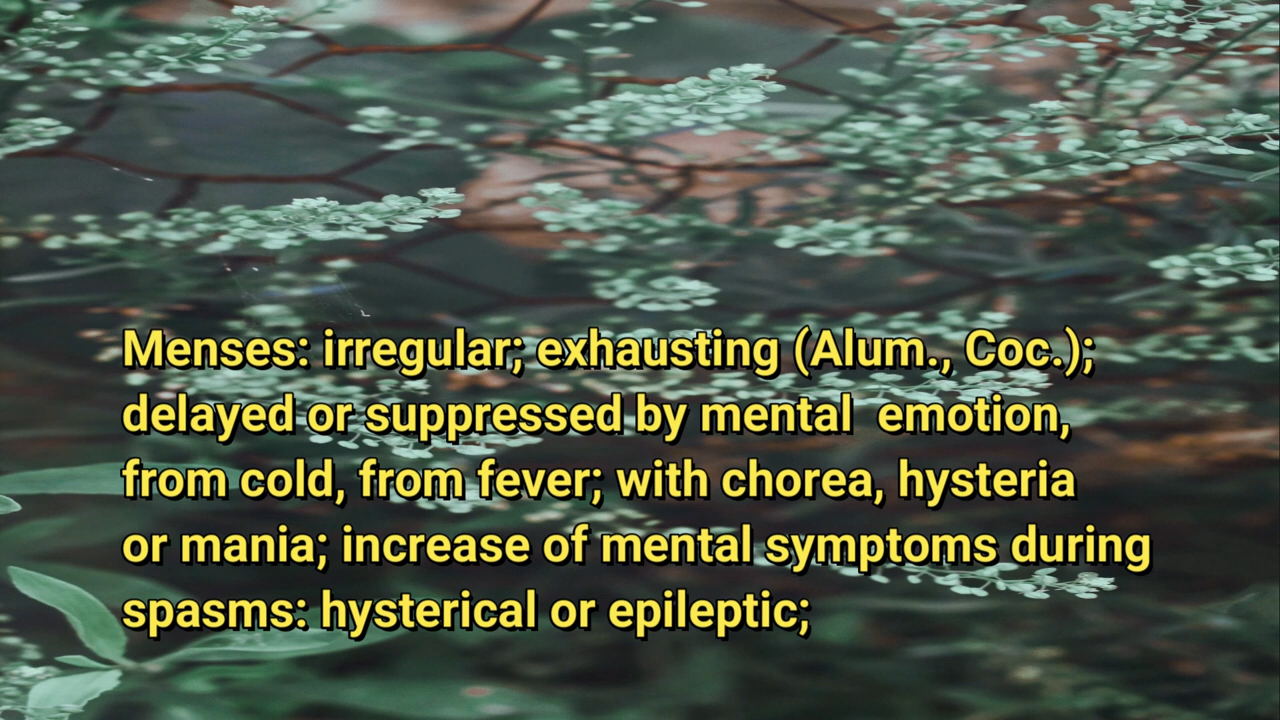 Menses: irregular; exhausting (Alum., Coc.);
delayed or suppressed by mental  emotion,
from cold, from fever; with chorea, hysteria
or mania; increase of mental symptoms during
spasms: hysterical or epileptic;